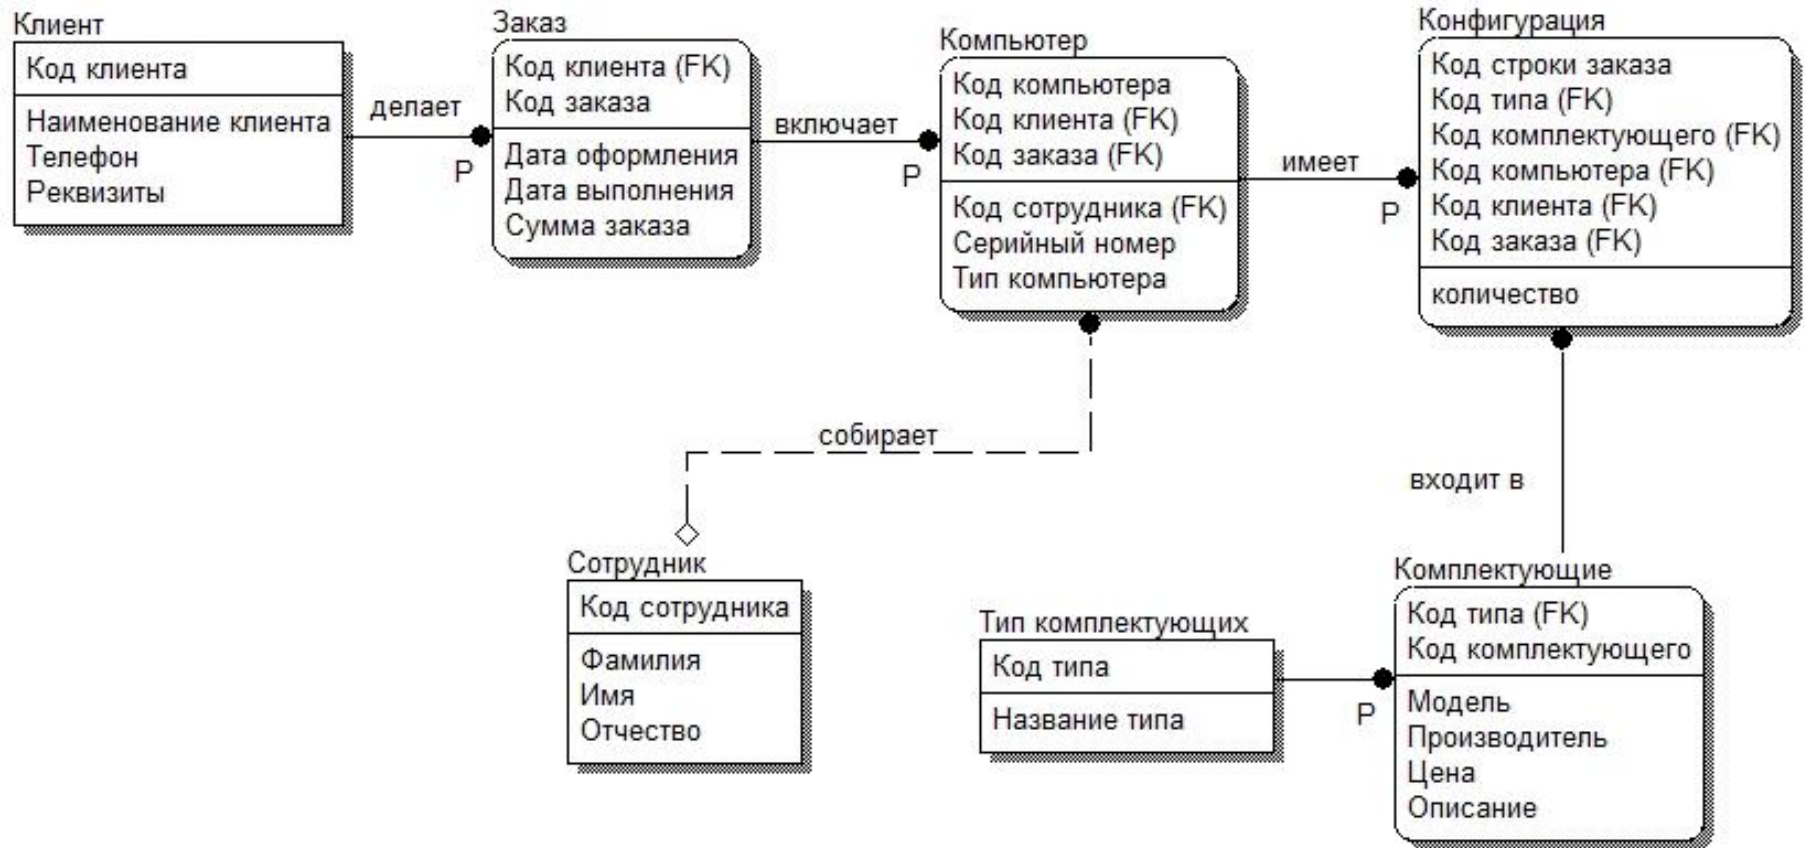 Клиент
Код клиента
Наименование клиента
Телефон
Реквизиты
делает
P
Заказ
Код клиента (FK)
Код заказа
Дата оформления
Дата выполнения
Сумма заказа
включает
P
Компьютер
Код компьютера
Код клиента (FK)
Код заказа (FK)
Код сотрудника (FK)
Серийный номер
Тип компьютера
имеет
P
Конфигурация
Код строки заказа
Код типа (FK)
Код комплектующего (FK)
Код компьютера (FK)
Код клиента (FK)
Код заказа (FK)
количество
собирает
входит в
Сотрудник
Код сотрудника
Фамилия
Имя
Отчество
Тип комплектующих
Код типа
Название типа
P
Комплектующие
Код типа (FK)
Код комплектующего
Модель
Производитель
Цена
Описание